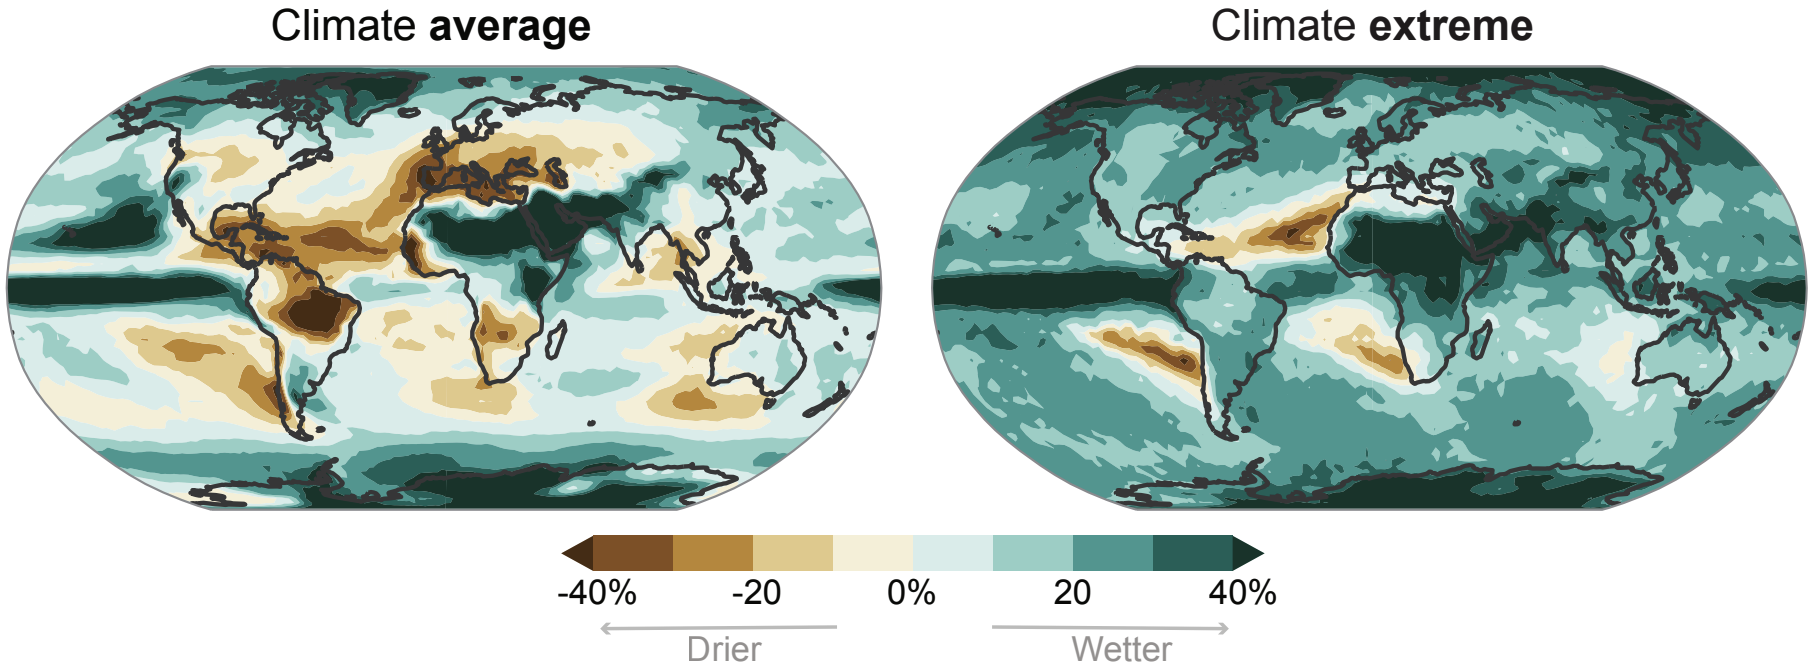 Climate average
Climate extreme
-40% -20 0% 20 40%
Drier Wetter